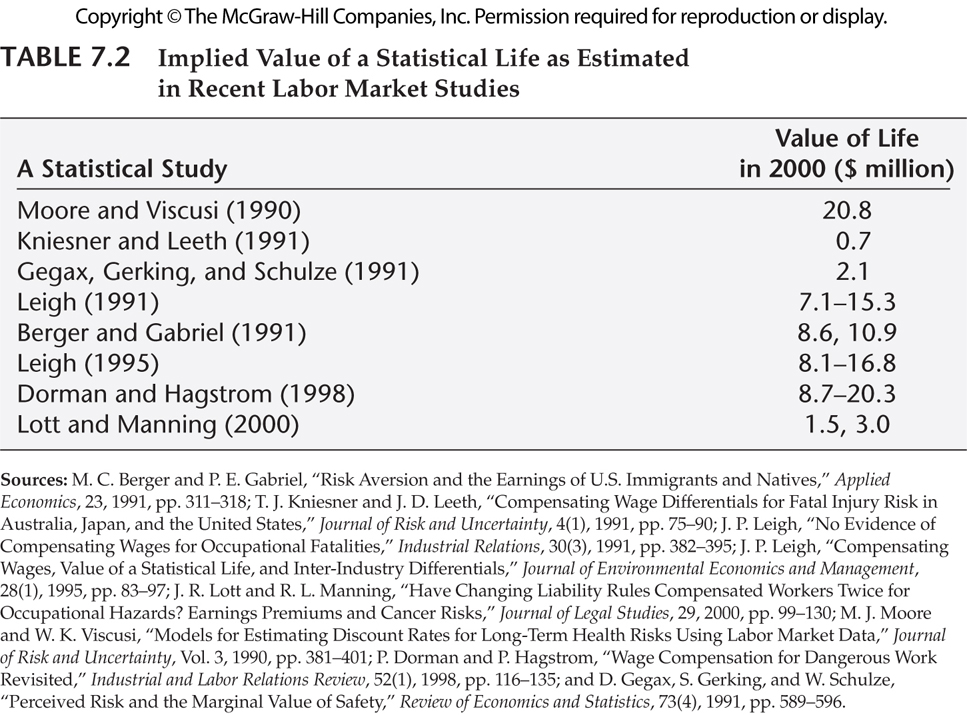 Copyright © The McGraw-Hill Companies, Inc. Permission required for reproduction or display.
TABLE 7.2 Implied Value of a Statistical Life as Estimated
in Recent Labor Market Studies
Value of Life
A Statistical Study in 2000 ($ million)
Moore and Viscusi (1990) 20.8
Kniesner and Leeth (1991) 0.7
Gegax, Gerking, and Schulze (1991) 2.1
Leigh (1991) 7.1–15.3
Berger and Gabriel (1991) 8.6, 10.9
Leigh (1995) 8.1–16.8
Dorman and Hagstrom (1998) 8.7–20.3
Lott and Manning (2000) 1.5, 3.0
Sources: M. C. Berger and P. E. Gabriel, “Risk Aversion and the Earnings of U.S. Immigrants and Natives,” Applied
Economics, 23, 1991, pp. 311–318; T. J. Kniesner and J. D. Leeth, “Compensating Wage Differentials for Fatal Injury Risk in
Australia, Japan, and the United States,” Journal of Risk and Uncertainty, 4(1), 1991, pp. 75–90; J. P. Leigh, “No Evidence of
Compensating Wages for Occupational Fatalities,” Industrial Relations, 30(3), 1991, pp. 382–395; J. P. Leigh, “Compensating
Wages, Value of a Statistical Life, and Inter-Industry Differentials,” Journal of Environmental Economics and Management,
28(1), 1995, pp. 83–97; J. R. Lott and R. L. Manning, “Have Changing Liability Rules Compensated Workers Twice for
Occupational Hazards? Earnings Premiums and Cancer Risks,” Journal of Legal Studies, 29, 2000, pp. 99–130; M. J. Moore
and W. K. Viscusi, “Models for Estimating Discount Rates for Long-Term Health Risks Using Labor Market Data,” Journal
of Risk and Uncertainty, Vol. 3, 1990, pp. 381–401; P. Dorman and P. Hagstrom, “Wage Compensation for Dangerous Work
Revisited,” Industrial and Labor Relations Review, 52(1), 1998, pp. 116–135; and D. Gegax, S. Gerking, and W. Schulze,
“Perceived Risk and the Marginal Value of Safety,” Review of Economics and Statistics, 73(4), 1991, pp. 589–596.